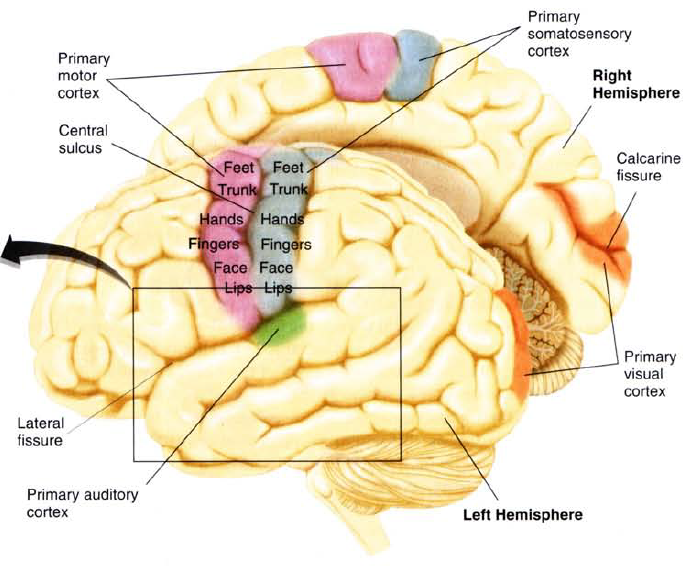 Primary
somatosensory
cortex
Primary
motor
cortex
Right
Hemisphere
Central
sulcus
Calcarine
fissure
Feet Feet
Trunk Trunk
Hands Hands
Fingers Fingers
Face Face
Lips Lips
Primary
visual
cortex
Lateral
fissure
Primary auditory
cortex
Left Hemisphere